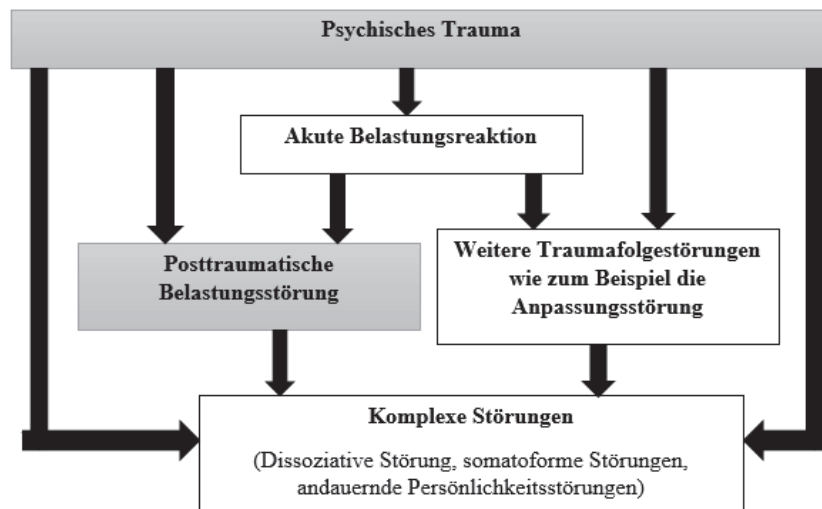 Psychisches Trauma
Akute Belastungsreaktion
Posttraumatische
Belastungsstörung
Weitere Traumafolgestörungen
wie zum Beispiel die
Anpassungsstörung
Komplexe Störungen
(Dissoziative Störung, somatoforme Störungen,
andauernde Persönlichkeitsstörungen)